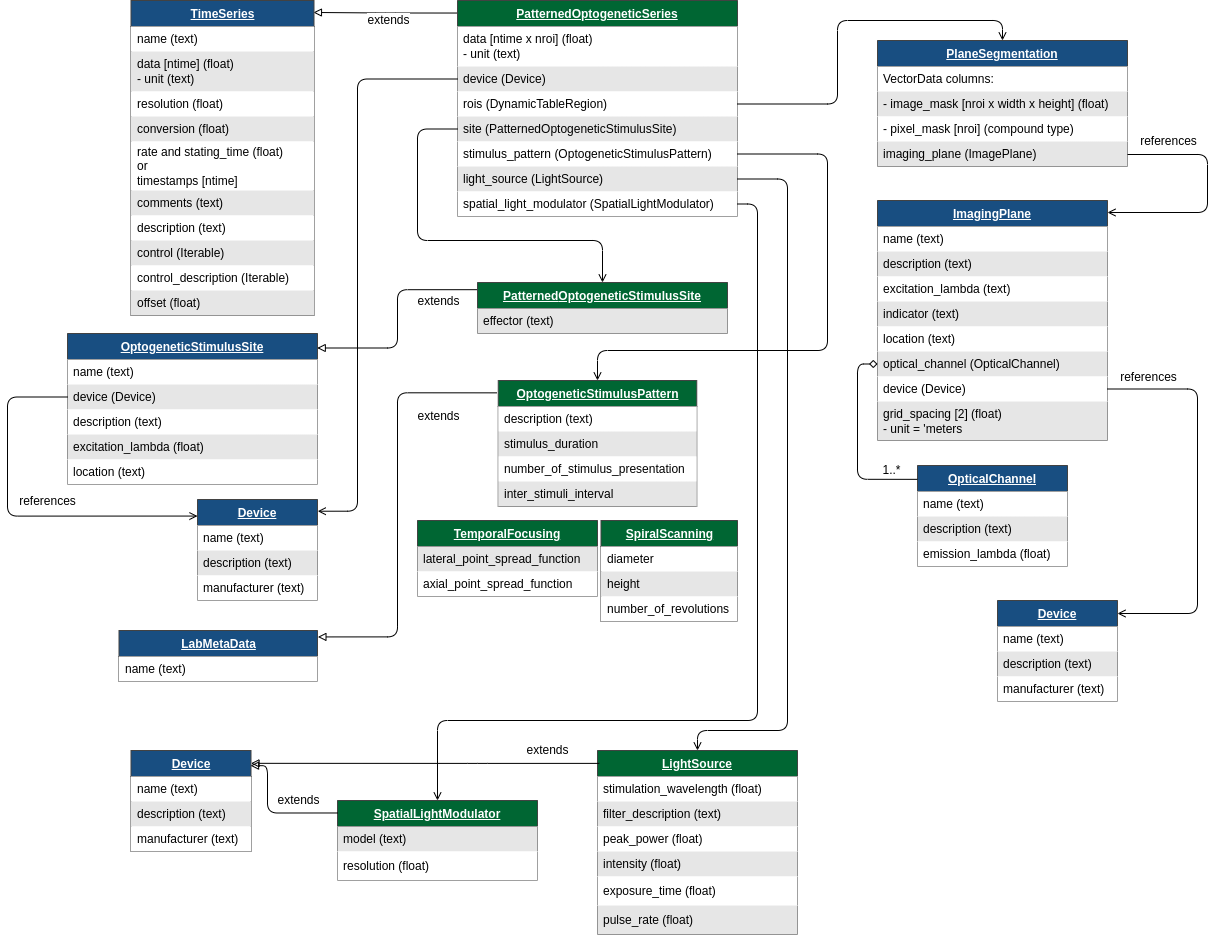 TimeSeries
name (text)
data [ntime] (float)
- unit (text)
resolution (float)
conversion (float)
rate and stating_time (float)
or
timestamps [ntime]
comments (text)
description (text)
control (Iterable)
control_description (Iterable)
offset (float)
extends
PatternedOptogeneticSeries
data [ntime x nroi] (float)
- unit (text)
device (Device)
rois (DynamicTableRegion)
site (PatternedOptogeneticStimulusSite)
stimulus_pattern (OptogeneticStimulusPattern)
light_source (LightSource)
spatial_light_modulator (SpatialLightModulator)
PlaneSegmentation
VectorData columns:
- image_mask [nroi x width x height] (float)
- pixel_mask [nroi] (compound type)
imaging_plane (ImagePlane)
references
ImagingPlane
name (text)
description (text)
excitation_lambda (text)
indicator (text)
location (text)
optical_channel (OpticalChannel)
device (Device)
grid_spacing [2] (float)
- unit = 'meters
references
extends
PatternedOptogeneticStimulusSite
effector (text)
OptogeneticStimulusSite
name (text)
device (Device)
description (text)
excitation_lambda (float)
location (text)
references
extends
OptogeneticStimulusPattern
description (text)
stimulus_duration
number_of_stimulus_presentation
inter_stimuli_interval
1..*
OpticalChannel
name (text)
description (text)
emission_lambda (float)
Device
name (text)
description (text)
manufacturer (text)
TemporalFocusing
lateral_point_spread_function
axial_point_spread_function
SpiralScanning
diameter
height
number_of_revolutions
Device
name (text)
description (text)
manufacturer (text)
LabMetaData
name (text)
Device
name (text)
description (text)
manufacturer (text)
extends
extends
SpatialLightModulator
model (text)
resolution (float)
LightSource
stimulation_wavelength (float)
filter_description (text)
peak_power (float)
intensity (float)
exposure_time (float)
pulse_rate (float)